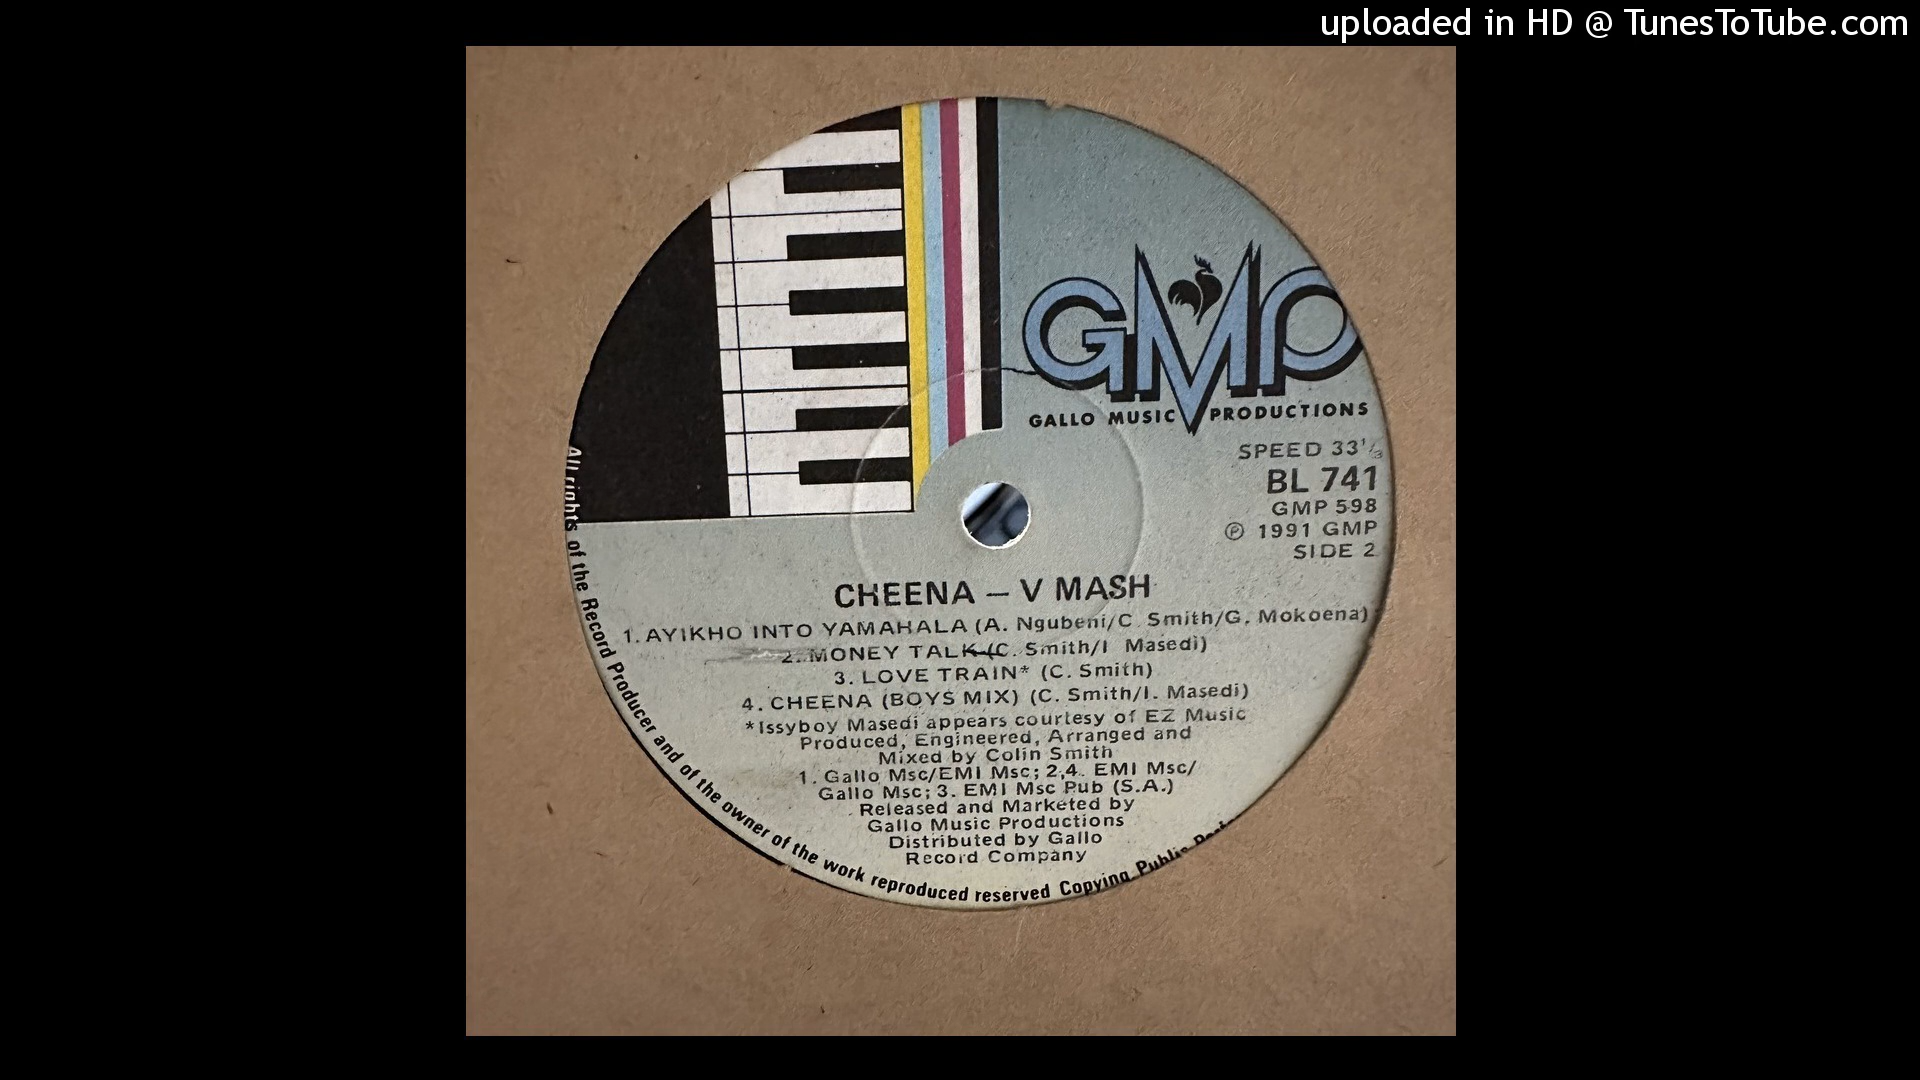 uploaded in HD @ TunesToTube.com
GMP
GALLO MUSIC PRODUCTIONS
SPEED 33⅓
BL 741
GMP 598
℗ 1991 GMP
SIDE 2
CHEENA – V MASH
1. AYIKHO INTO YAMAHALA (A. Ngubeni/C. Smith/G. Mokoena)
2. MONEY TALK (C. Smith/I. Masedi)
3. LOVE TRAIN* (C. Smith)
4. CHEENA (BOYS MIX) (C. Smith/I. Masedi)
*Issyboy Masedi appears courtesy of EZ Music
Produced, Engineered, Arranged and
Mixed by Colin Smith
1. Gallo Msc/EMI Msc; 2,4. EMI Msc/
Gallo Msc; 3. EMI Msc Pub (S.A.)
Released and Marketed by
Gallo Music Productions
Distributed by Gallo
Record Company
All rights of the Record Producer and of the owner of the work reproduced reserved Copying Public